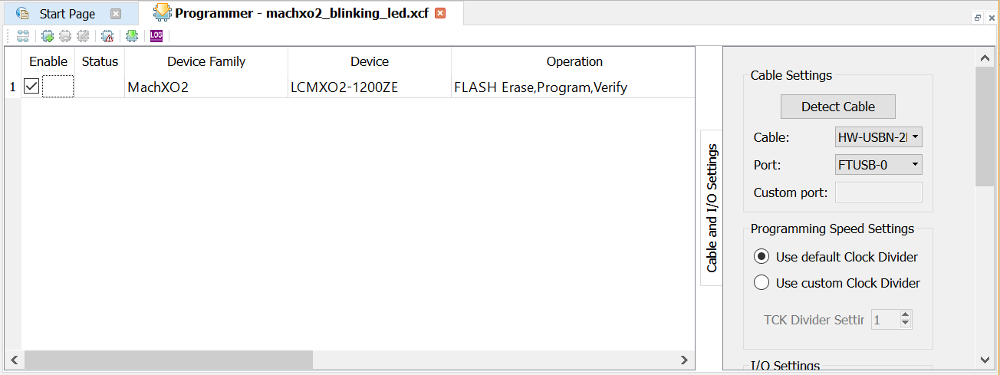 Start Page
Programmer - machxo2_blinking_led.xcf
LOG
Enable Status Device Family Device Operation
1 MachXO2 LCMXO2-1200ZE FLASH Erase,Program,Verify
Cable and I/O Settings
Cable Settings
Detect Cable
Cable: HW-USBN-2
Port: FTUSB-0
Custom port:
Programming Speed Settings
Use default Clock Divider
Use custom Clock Divider
TCK Divider Settir 1
I/O Settings